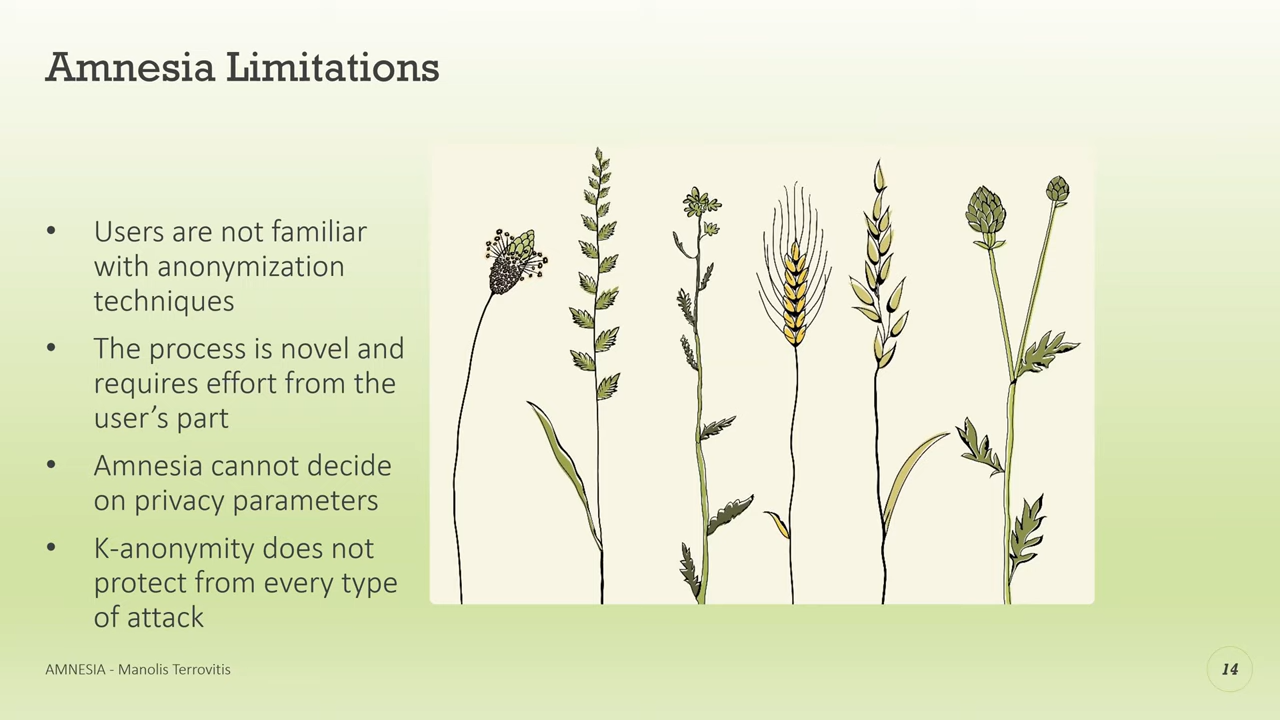 Amnesia Limitations
• Users are not familiar
with anonymization
techniques
• The process is novel and
requires effort from the
user’s part
• Amnesia cannot decide
on privacy parameters
• K-anonymity does not
protect from every type
of attack
AMNESIA - Manolis Terrovitis
14